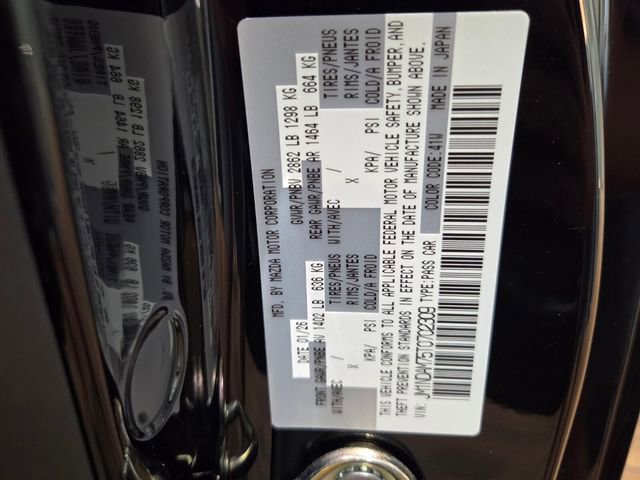 MFD. BY MAZDA MOTOR CORPORATION
DATE 01/26 GVWR/PNBV 2862 LB 1298 KG
FRONT GAWR/PNBE AV 1402 LB 636 KG REAR GAWR/PNBE AR 1464 LB 664 KG
WITH/AVEC / TIRES/PNEUS WITH/AVEC / TIRES/PNEUS
X RIMS/JANTES X RIMS/JANTES
KPA/ PSI COLD/A FROID KPA/ PSI COLD/A FROID
THIS VEHICLE CONFORMS TO ALL APPLICABLE FEDERAL MOTOR VEHICLE SAFETY, BUMPER, AND
THEFT PREVENTION STANDARDS IN EFFECT ON THE DATE OF MANUFACTURE SHOWN ABOVE.
VIN: JM1NDAM75T0702309 TYPE:PASS CAR COLOR CODE:41W MADE IN JAPAN